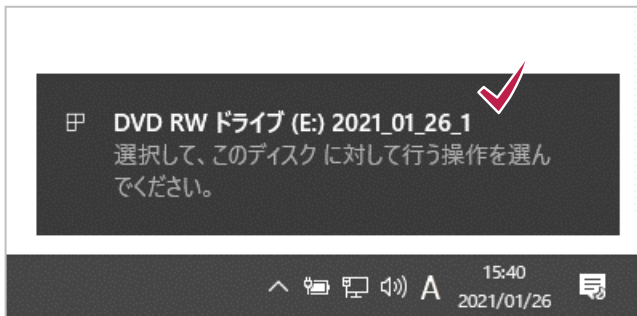 DVD RW ドライブ (E:) 2021_01_26_1
選択して、このディスク に対して行う操作を選ん
でください。
A
15:40
2021/01/26